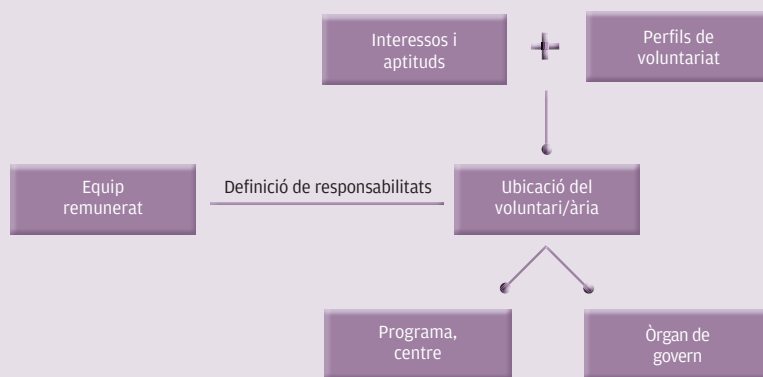 Interessos i
aptituds
Perfils de
voluntariat
Equip
remunerat
Definició de responsabilitats
Ubicació del
voluntari/ària
Programa,
centre
Òrgan de
govern